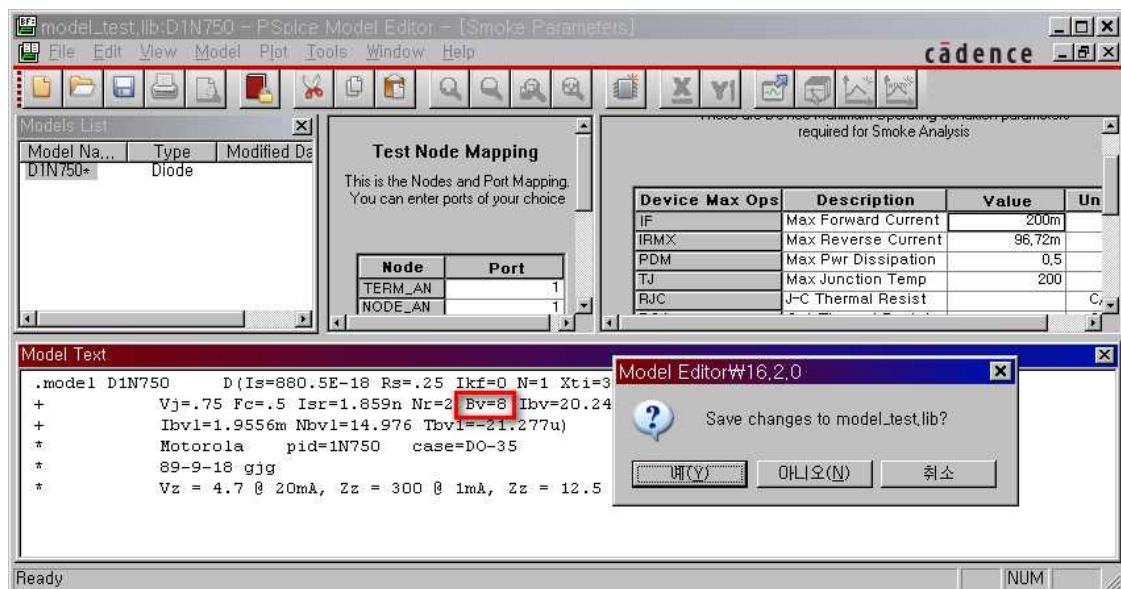 model_test.lib:D1N750 - PSpice Model Editor - [Smoke Parameters]
File Edit View Model Plot Tools Window Help
cādence
Models List
Model Na... Type Modified Da
D1N750* Diode
Test Node Mapping
This is the Nodes and Port Mapping.
You can enter ports of your choice
Node Port
TERM_AN 1
NODE_AN 1
required for Smoke Analysis
Device Max Ops Description Value Un
IF Max Forward Current 200m
IRMX Max Reverse Current 96,72m
PDM Max Pwr Dissipation 0,5
TJ Max Junction Temp 200
RJC J-C Thermal Resist C/
Model Text
.model D1N750 D(Is=880.5E-18 Rs=.25 Ikf=0 N=1 Xti=3
+ Vj=.75 Fc=.5 Isr=1.859n Nr=2 Bv=8 Ibv=20.24
+ Ibvl=1.9556m Nbvl=14.976 Tbv1=-21.277u)
* Motorola pid=1N750 case=DO-35
* 89-9-18 gjg
* Vz = 4.7 @ 20mA, Zz = 300 @ 1mA, Zz = 12.5
Model Editor₩16,2,0
Save changes to model_test,lib?
예(Y) 아니오(N) 취소
Ready NUM